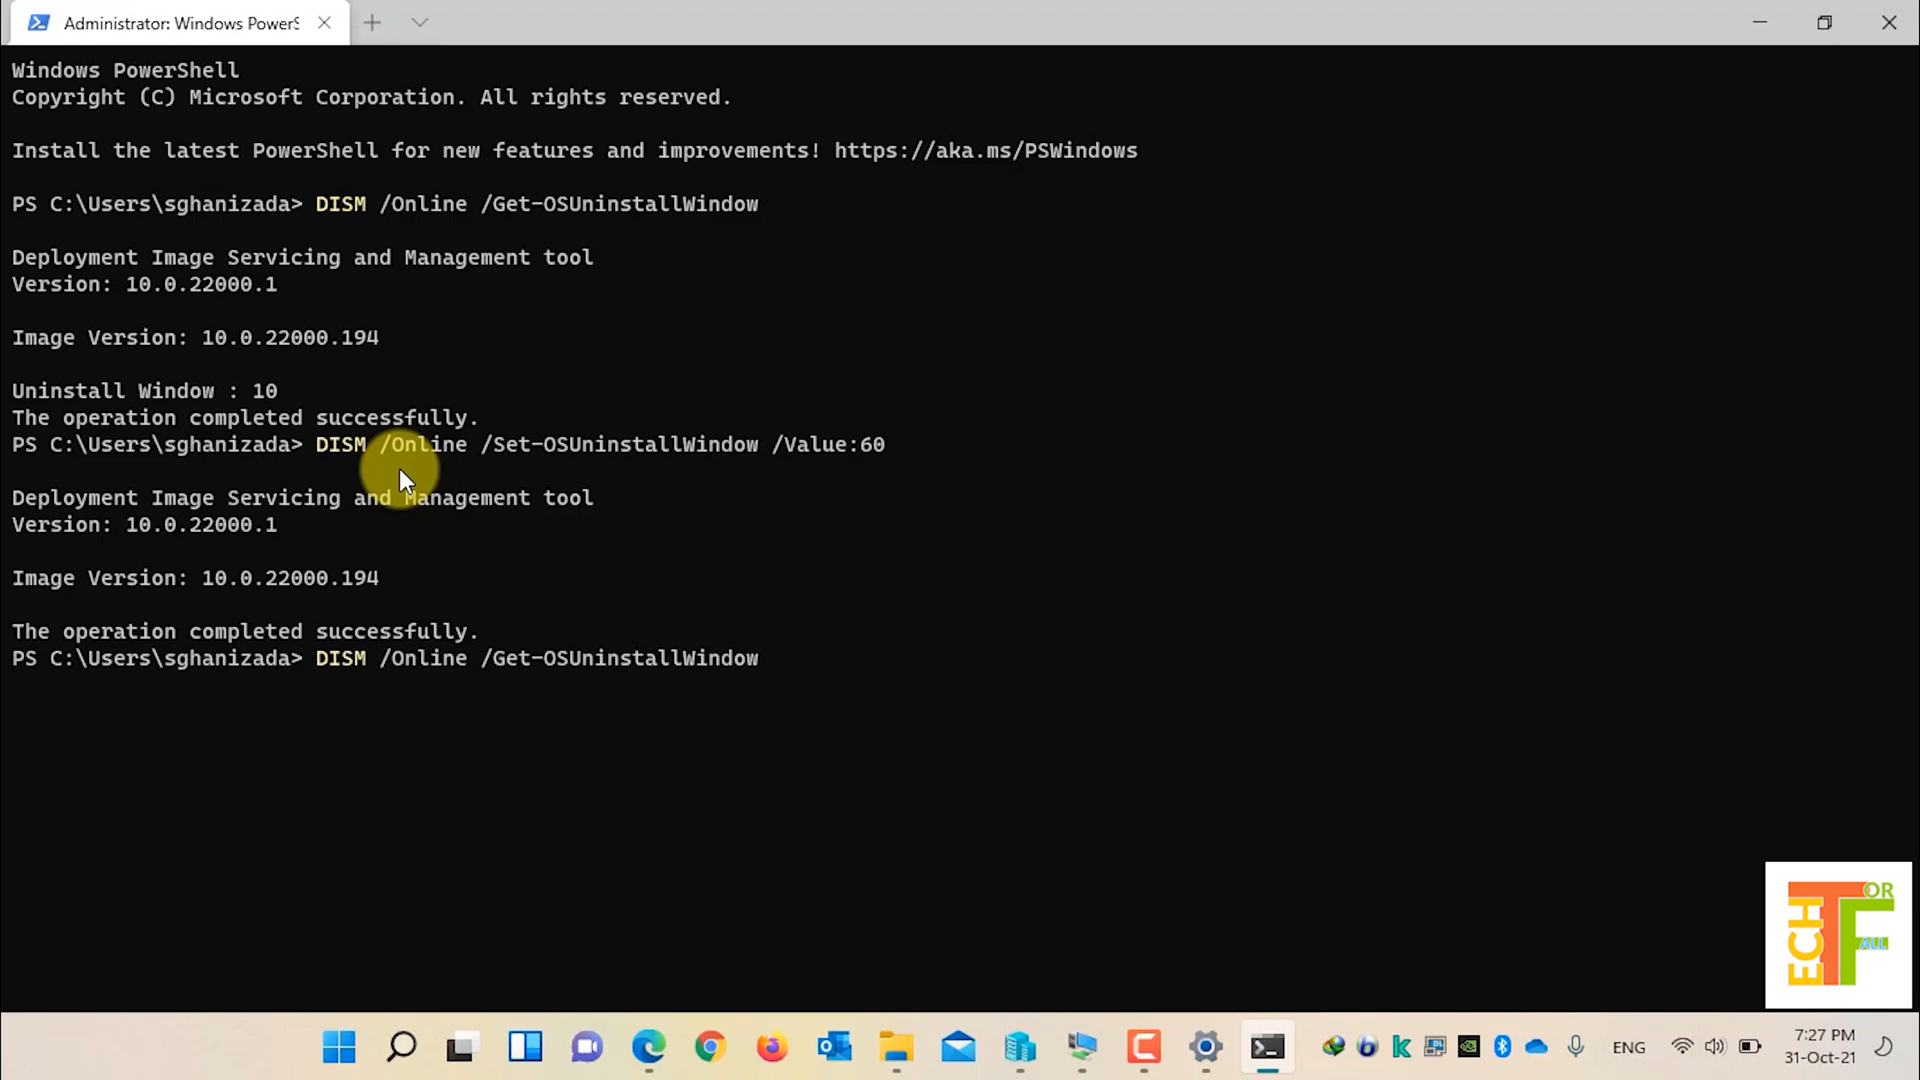 Administrator: Windows PowerS
Windows PowerShell
Copyright (C) Microsoft Corporation. All rights reserved.
Install the latest PowerShell for new features and improvements! https://aka.ms/PSWindows
PS C:\Users\sghanizada> DISM /Online /Get-OSUninstallWindow
Deployment Image Servicing and Management tool
Version: 10.0.22000.1
Image Version: 10.0.22000.194
Uninstall Window : 10
The operation completed successfully.
PS C:\Users\sghanizada> DISM /Online /Set-OSUninstallWindow /Value:60
Deployment Image Servicing and Management tool
Version: 10.0.22000.1
Image Version: 10.0.22000.194
The operation completed successfully.
PS C:\Users\sghanizada> DISM /Online /Get-OSUninstallWindow
TECH FOR ALL
ENG
7:27 PM
31-Oct-21